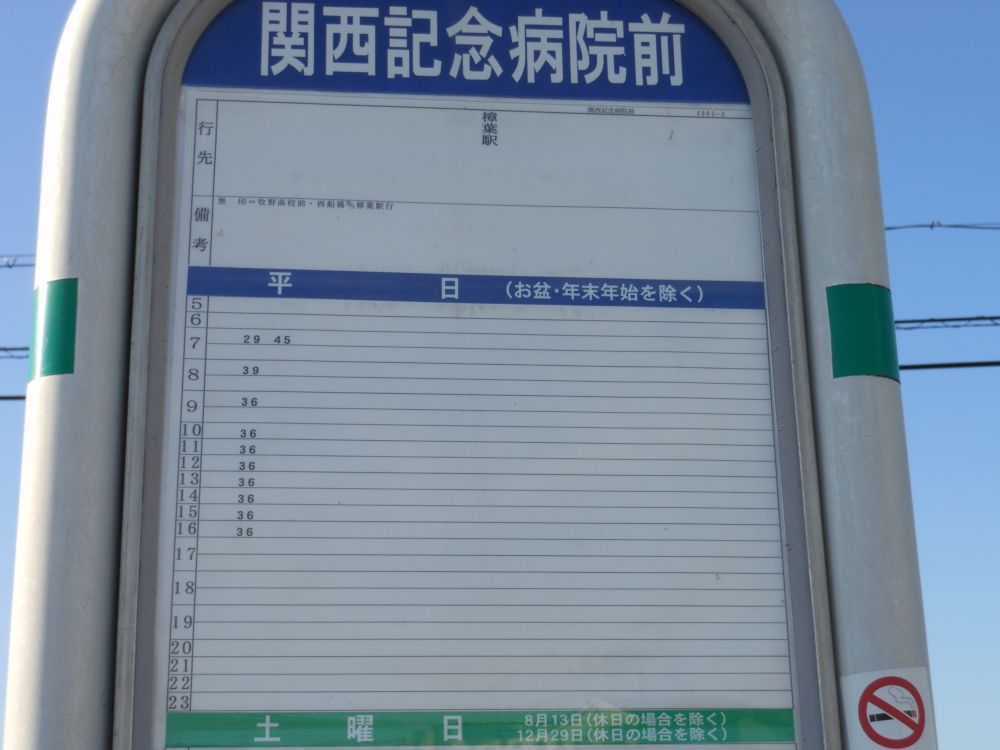 関西記念病院前
関西記念病院前 4963-3
行先 樟葉駅
備考 無 印=牧野高校前・西船橋から樟葉駅行
平日 (お盆・年末年始を除く)
5
6
7 29 45
8 39
9 36
10 36
11 36
12 36
13 36
14 36
15 36
16 36
17
18
19
20
21
22
23
土曜日 8月13日(休日の場合を除く)
12月29日(休日の場合を除く)